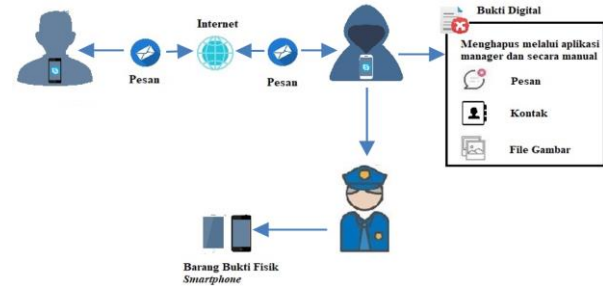 Bukti Digital
Internet
Menghapus melalui aplikasi
manager dan secara manual
Pesan
Pesan
Pesan
Kontak
File Gambar
Barang Bukti Fisik
Smartphone